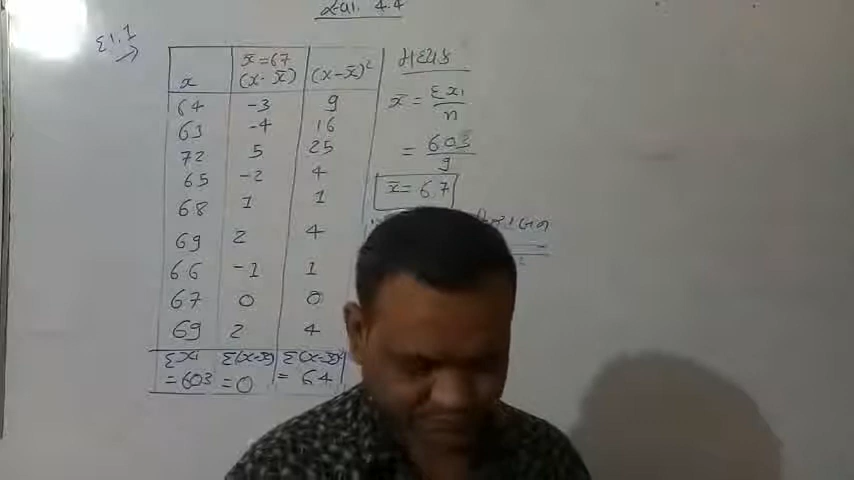 સ્વા. 4.4
દા.1
x | x̄ = 67 (x - x̄) | (x - x̄)²
64 | -3 | 9
63 | -4 | 16
72 | 5 | 25
65 | -2 | 4
68 | 1 | 1
69 | 2 | 4
66 | -1 | 1
67 | 0 | 0
69 | 2 | 4
Σxi = 603 | Σ(x-x̄) = 0 | Σ(x-x̄)² = 64
મધ્યક
x̄ = Σxi / n
= 603 / 9
x̄ = 67